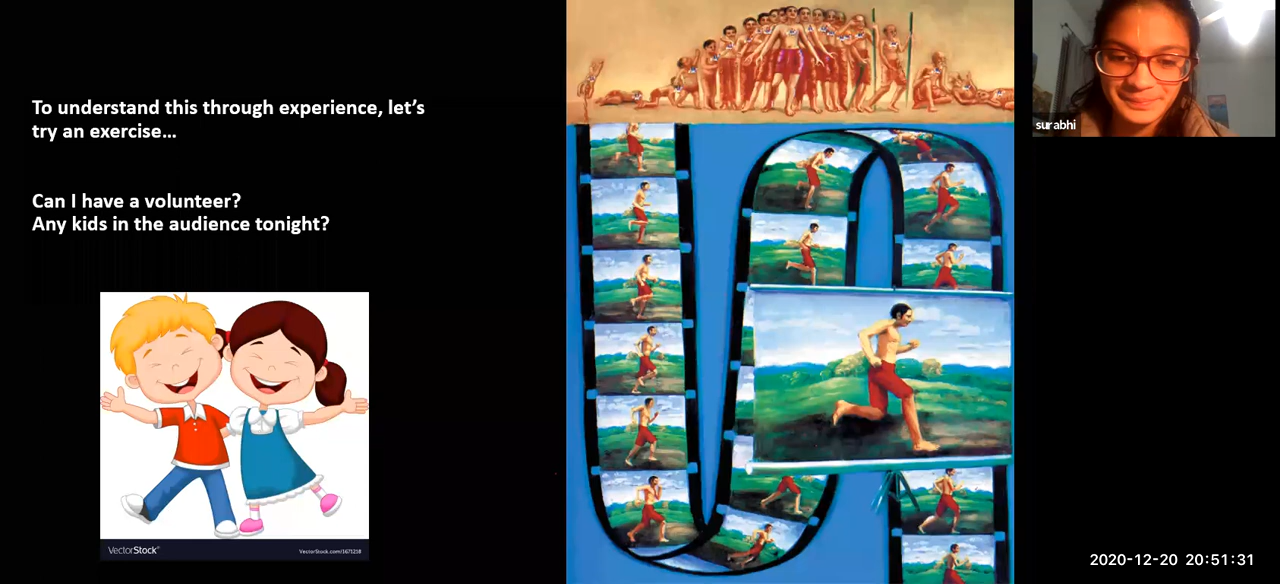 To understand this through experience, let's
try an exercise...
Can I have a volunteer?
Any kids in the audience tonight?
VectorStock®
VectorStock.com/1671218
surabhi
2020-12-20 20:51:31